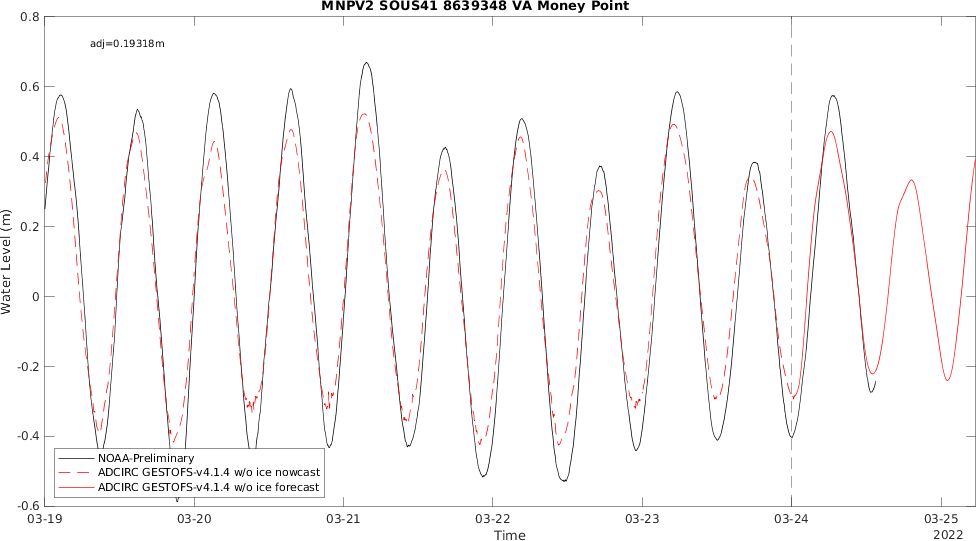 MNPV2 SOUS41 8639348 VA Money Point
adj=0.19318m
0.8
0.6
0.4
0.2
0
-0.2
-0.4
-0.6
Water Level (m)
NOAA-Preliminary
ADCIRC GESTOFS-v4.1.4 w/o ice nowcast
ADCIRC GESTOFS-v4.1.4 w/o ice forecast
03-19 03-20 03-21 03-22 03-23 03-24 03-25
Time
2022